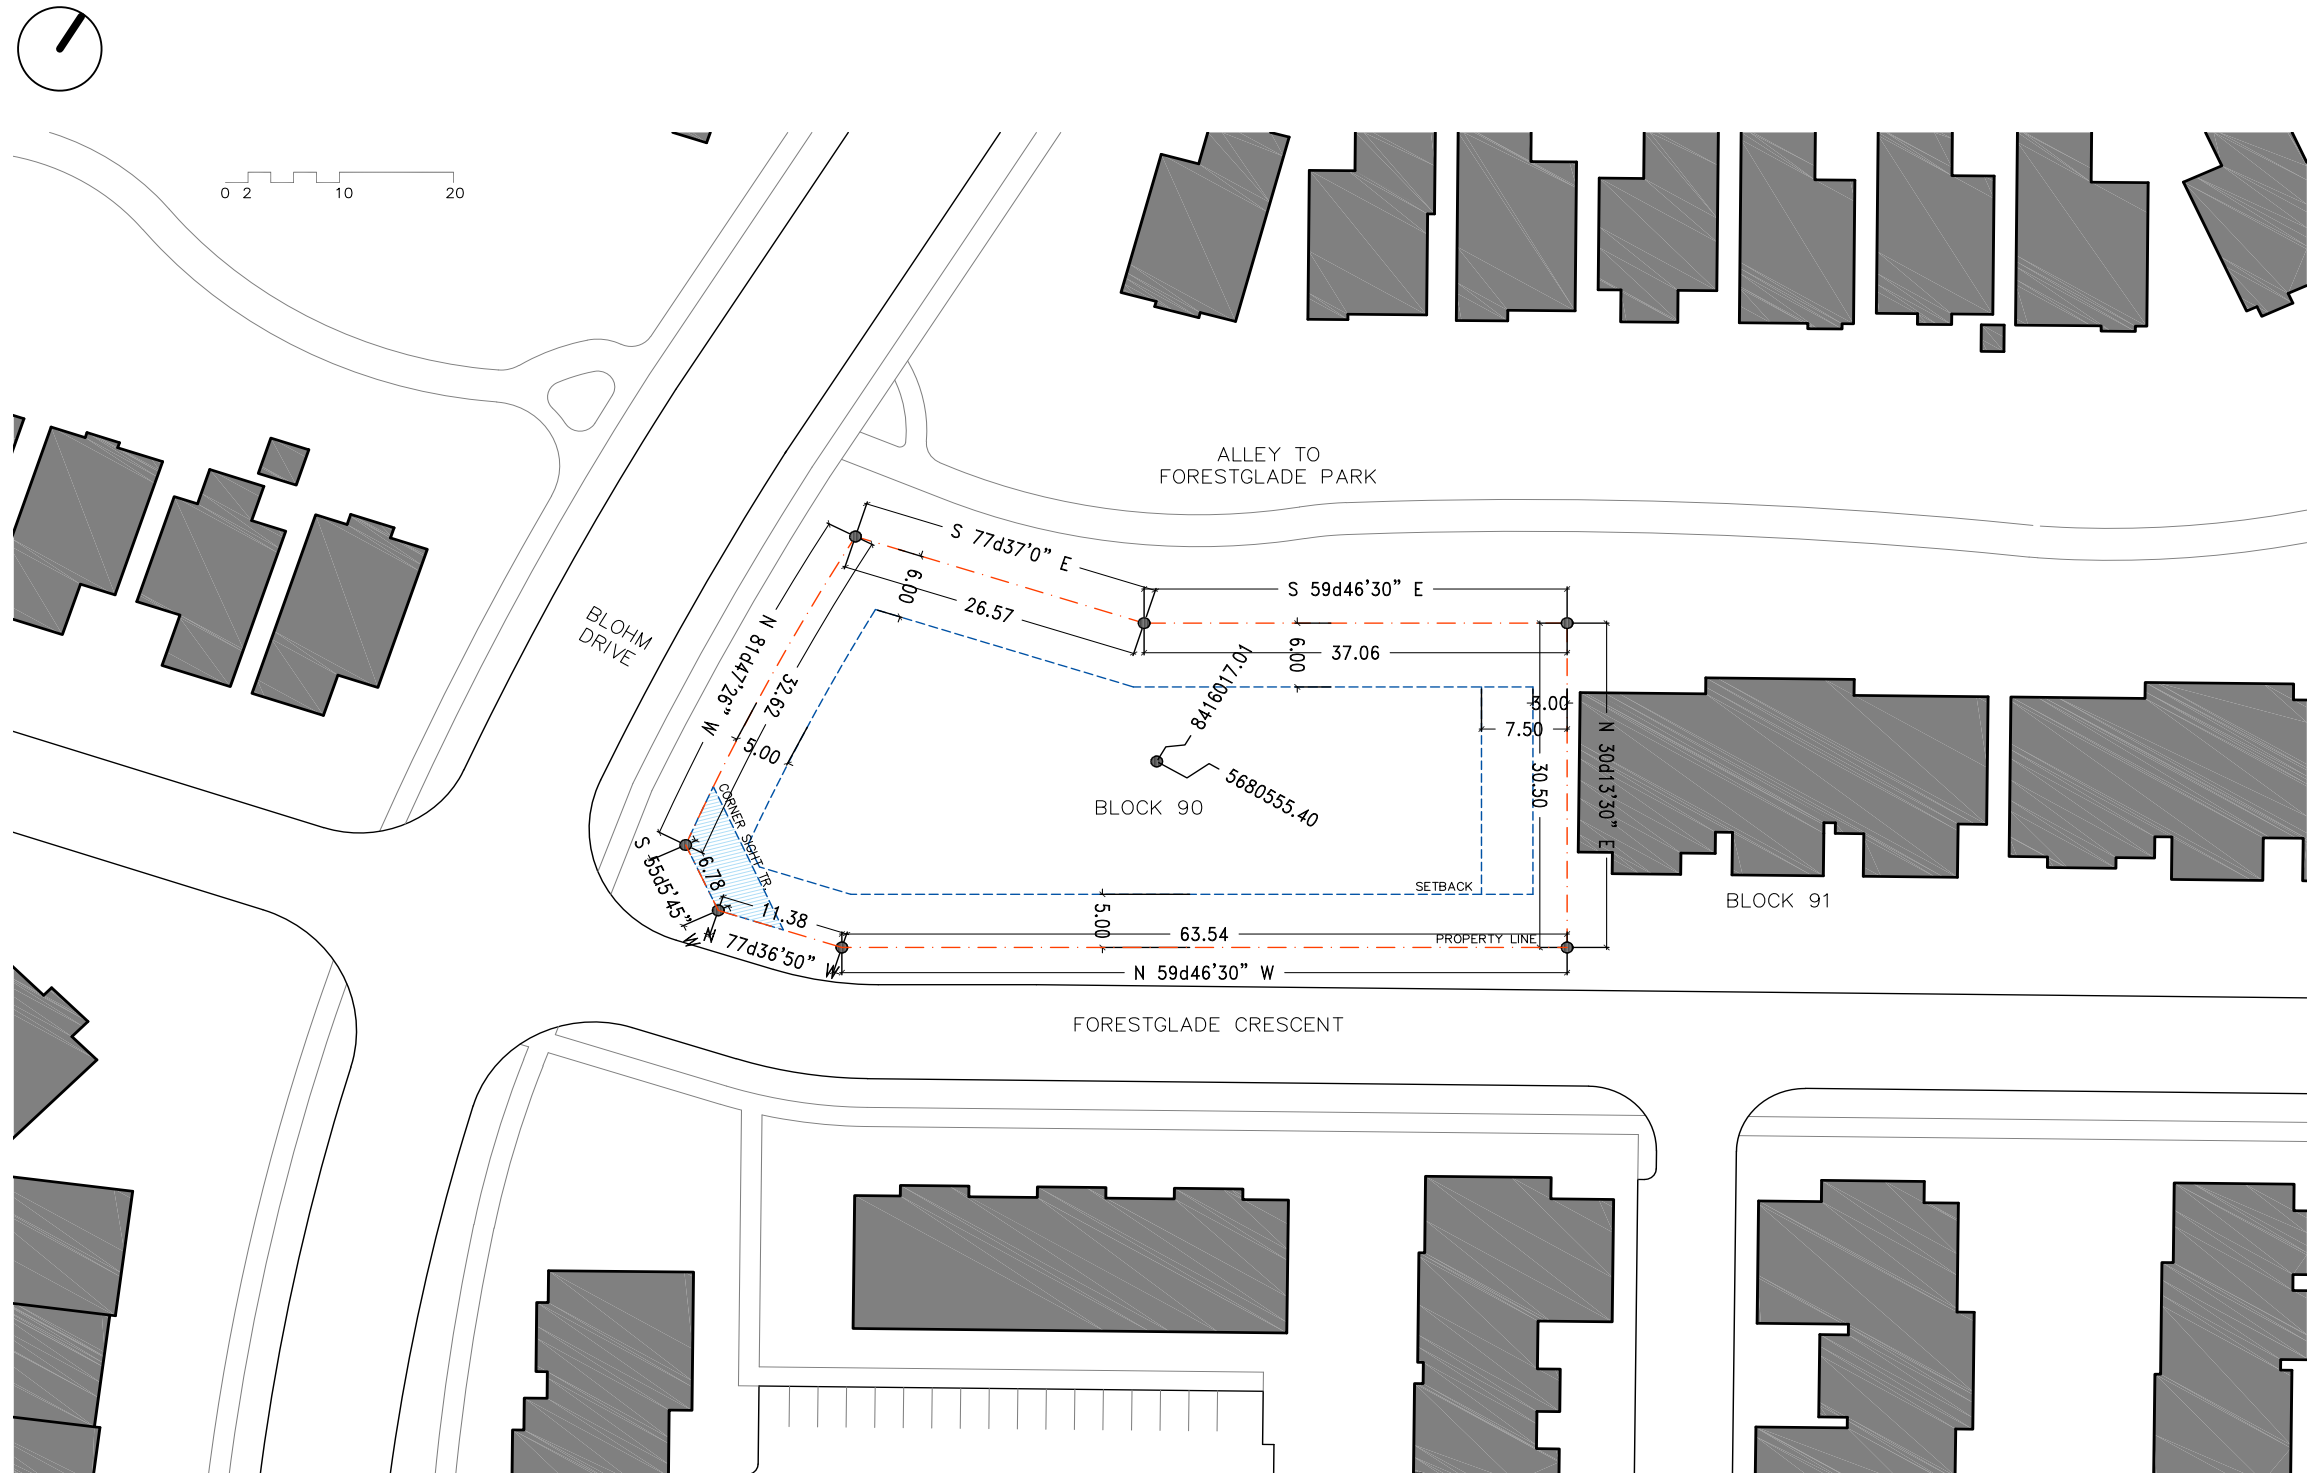 0 2 10 20
ALLEY TO
FORESTGLADE PARK
S 77d37'0” E
S 59d46'30” E
6.00
26.57
6.00
37.06
BLOHM
DRIVE
N 81d47'26” W
32.62
5.00
8416017.01
5680555.40
BLOCK 90
3.00
7.50
30.50
N 30d13'30” E
CORNER SIGHT TR.
S 55d5'45” W
6.78
11.38
N 77d36'50” W
SETBACK
5.00
63.54
PROPERTY LINE
N 59d46'30” W
BLOCK 91
FORESTGLADE CRESCENT